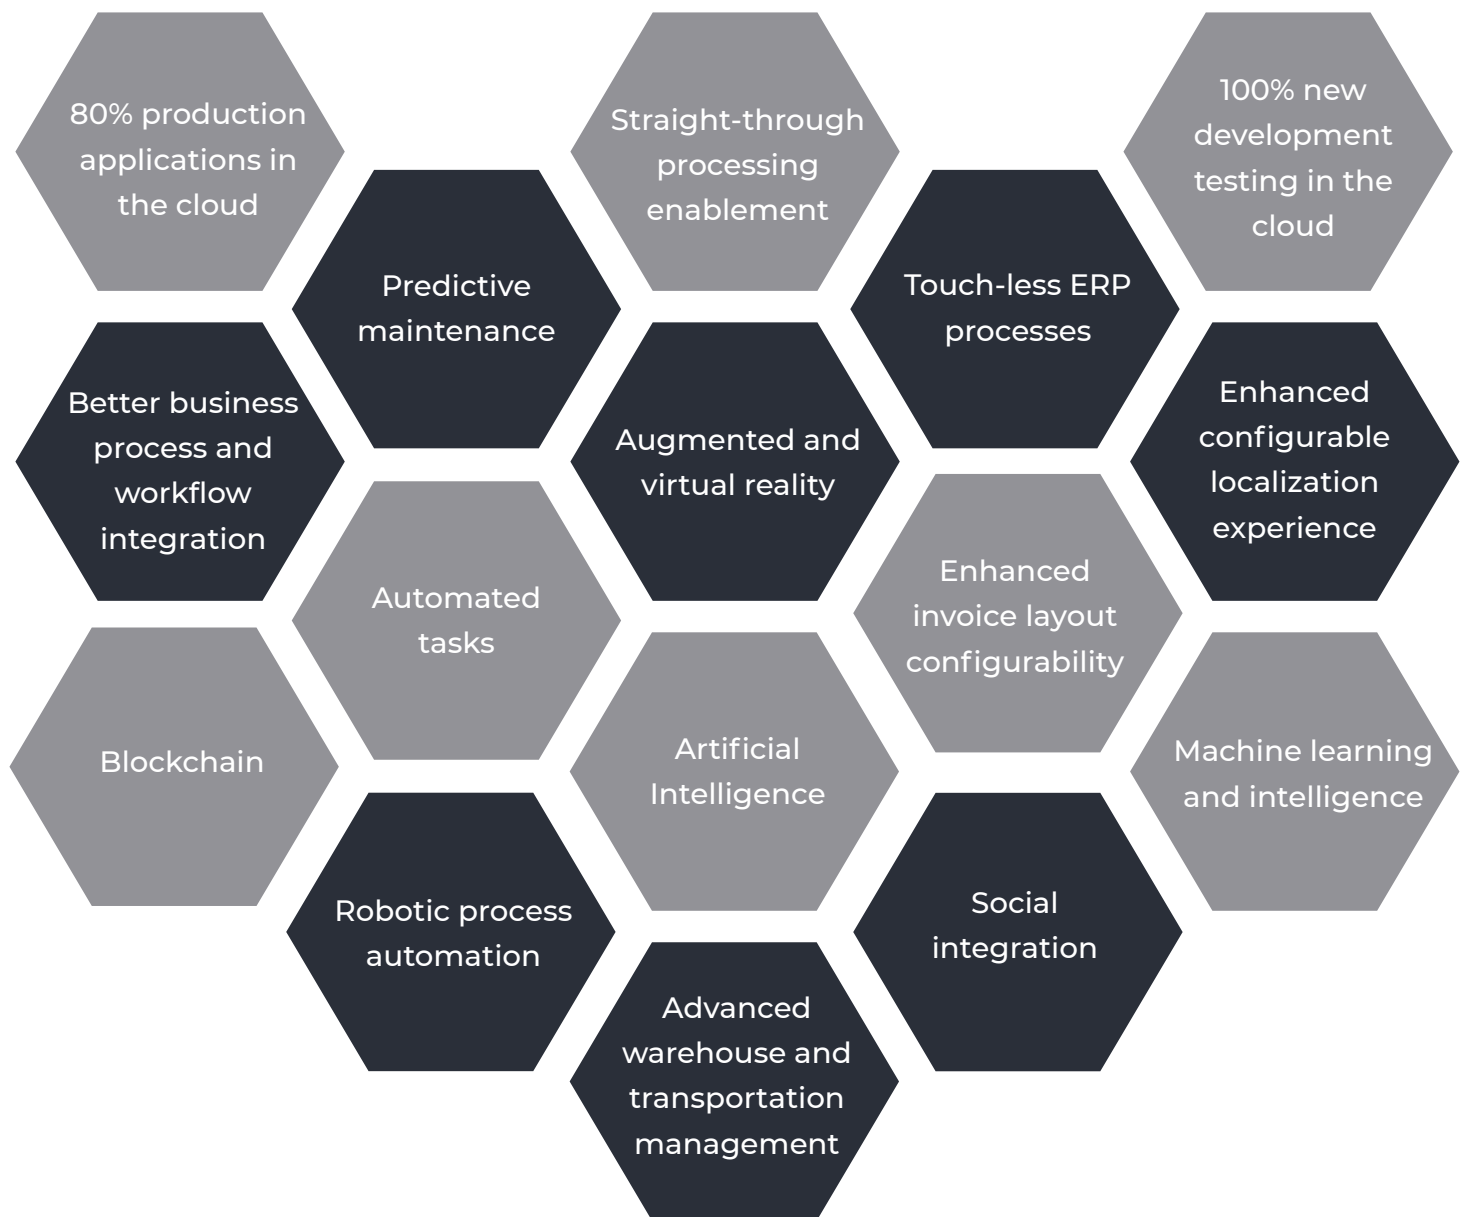 80% production
applications in
the cloud
Straight-through
processing
enablement
100% new
development
testing in the
cloud
Predictive
maintenance
Touch-less ERP
processes
Better business
process and
workflow
integration
Augmented and
virtual reality
Enhanced
configurable
localization
experience
Automated
tasks
Enhanced
invoice layout
configurability
Blockchain
Artificial
Intelligence
Machine learning
and intelligence
Robotic process
automation
Social
integration
Advanced
warehouse and
transportation
management